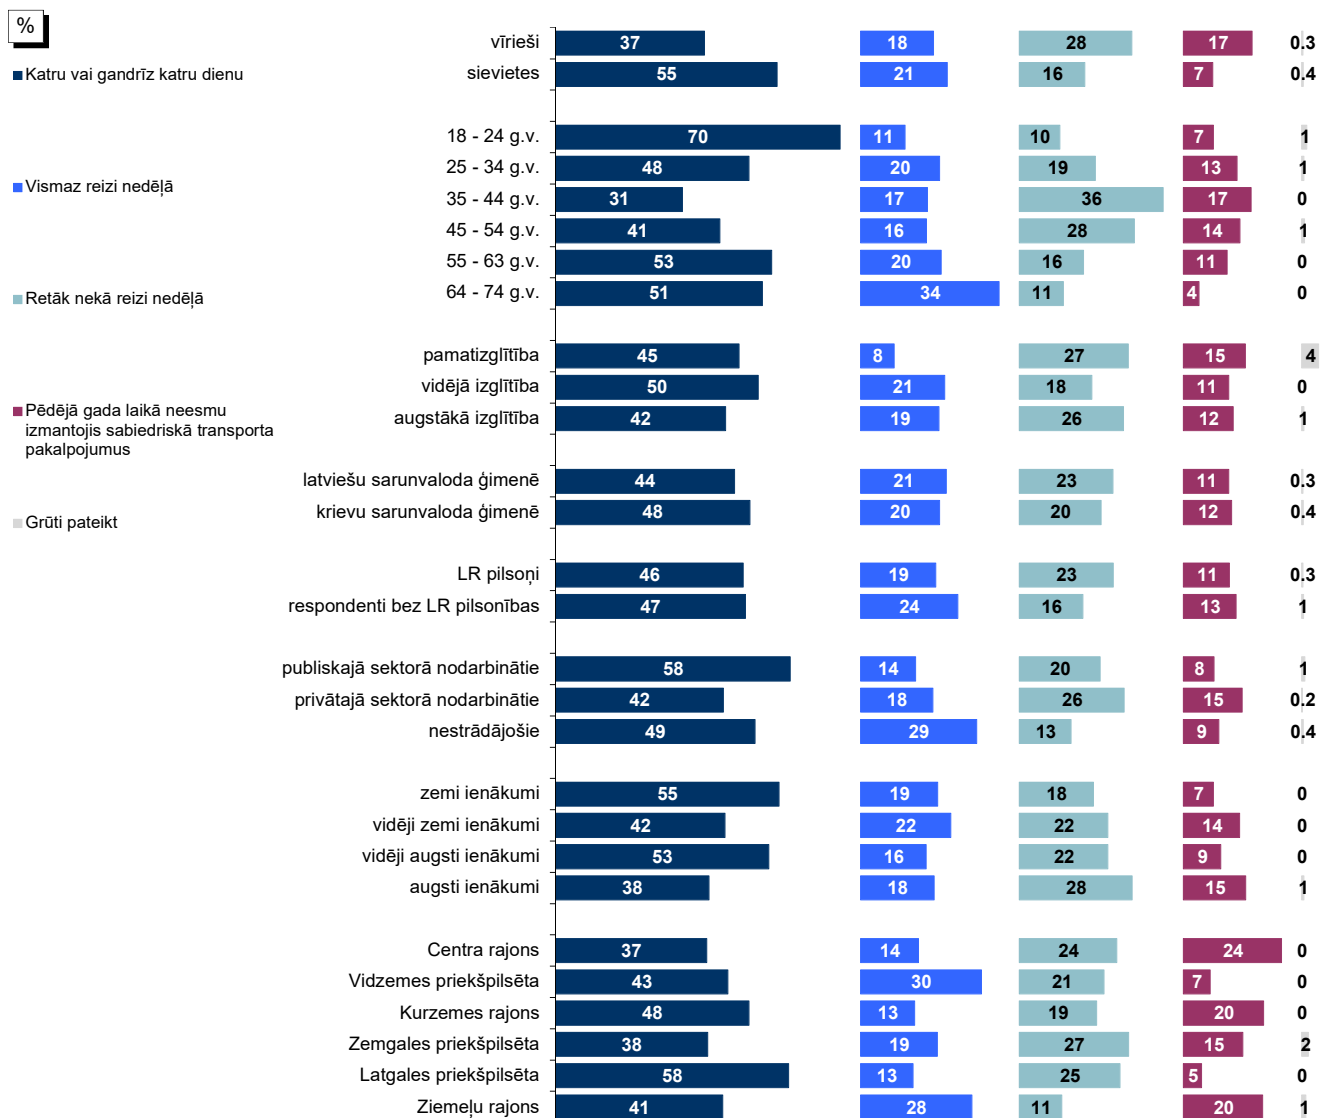 %
Katru vai gandrīz katru dienu
Vismaz reizi nedēļā
Retāk nekā reizi nedēļā
Pēdējā gada laikā neesmu
izmantojis sabiedriskā transporta
pakalpojumus
Grūti pateikt
vīrieši 37 18 28 17 0.3
sievietes 55 21 16 7 0.4
18 - 24 g.v. 70 11 10 7 1
25 - 34 g.v. 48 20 19 13 1
35 - 44 g.v. 31 17 36 17 0
45 - 54 g.v. 41 16 28 14 1
55 - 63 g.v. 53 20 16 11 0
64 - 74 g.v. 51 34 11 4 0
pamatizglītība 45 8 27 15 4
vidējā izglītība 50 21 18 11 0
augstākā izglītība 42 19 26 12 1
latviešu sarunvaloda ģimenē 44 21 23 11 0.3
krievu sarunvaloda ģimenē 48 20 20 12 0.4
LR pilsoņi 46 19 23 11 0.3
respondenti bez LR pilsonības 47 24 16 13 1
publiskajā sektorā nodarbinātie 58 14 20 8 1
privātajā sektorā nodarbinātie 42 18 26 15 0.2
nestrādājošie 49 29 13 9 0.4
zemi ienākumi 55 19 18 7 0
vidēji zemi ienākumi 42 22 22 14 0
vidēji augsti ienākumi 53 16 22 9 0
augsti ienākumi 38 18 28 15 1
Centra rajons 37 14 24 24 0
Vidzemes priekšpilsēta 43 30 21 7 0
Kurzemes rajons 48 13 19 20 0
Zemgales priekšpilsēta 38 19 27 15 2
Latgales priekšpilsēta 58 13 25 5 0
Ziemeļu rajons 41 28 11 20 1